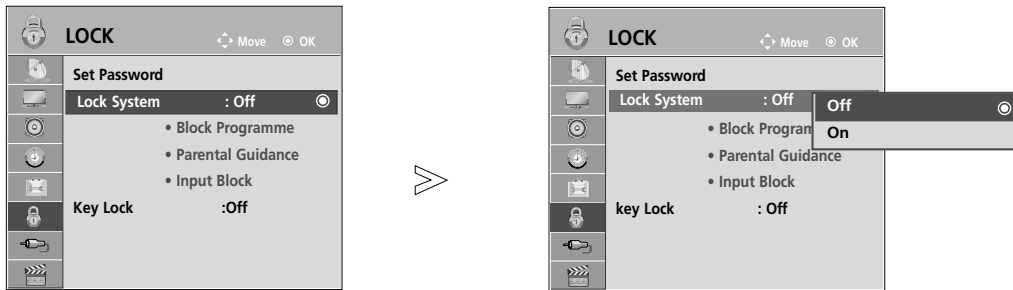 LOCK
Move OK
Set Password
Lock System : Off
• Block Programme
• Parental Guidance
• Input Block
Key Lock :Off
LOCK
Move OK
Set Password
Lock System : Off
Off
• Block Program
On
• Parental Guidance
• Input Block
key Lock : Off